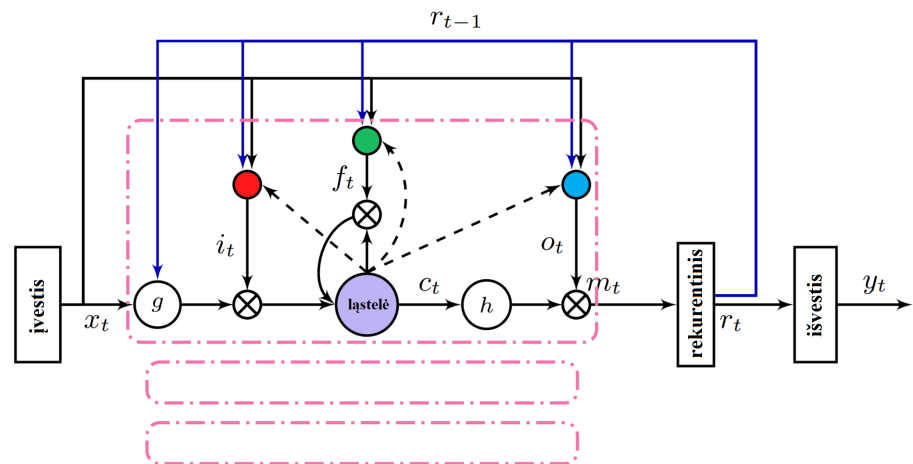 r_{t−1}
f_t
i_t
o_t
įvestis
x_t
g
ląstelė
c_t
h
m_t
rekurentinis
r_t
išvestis
y_t